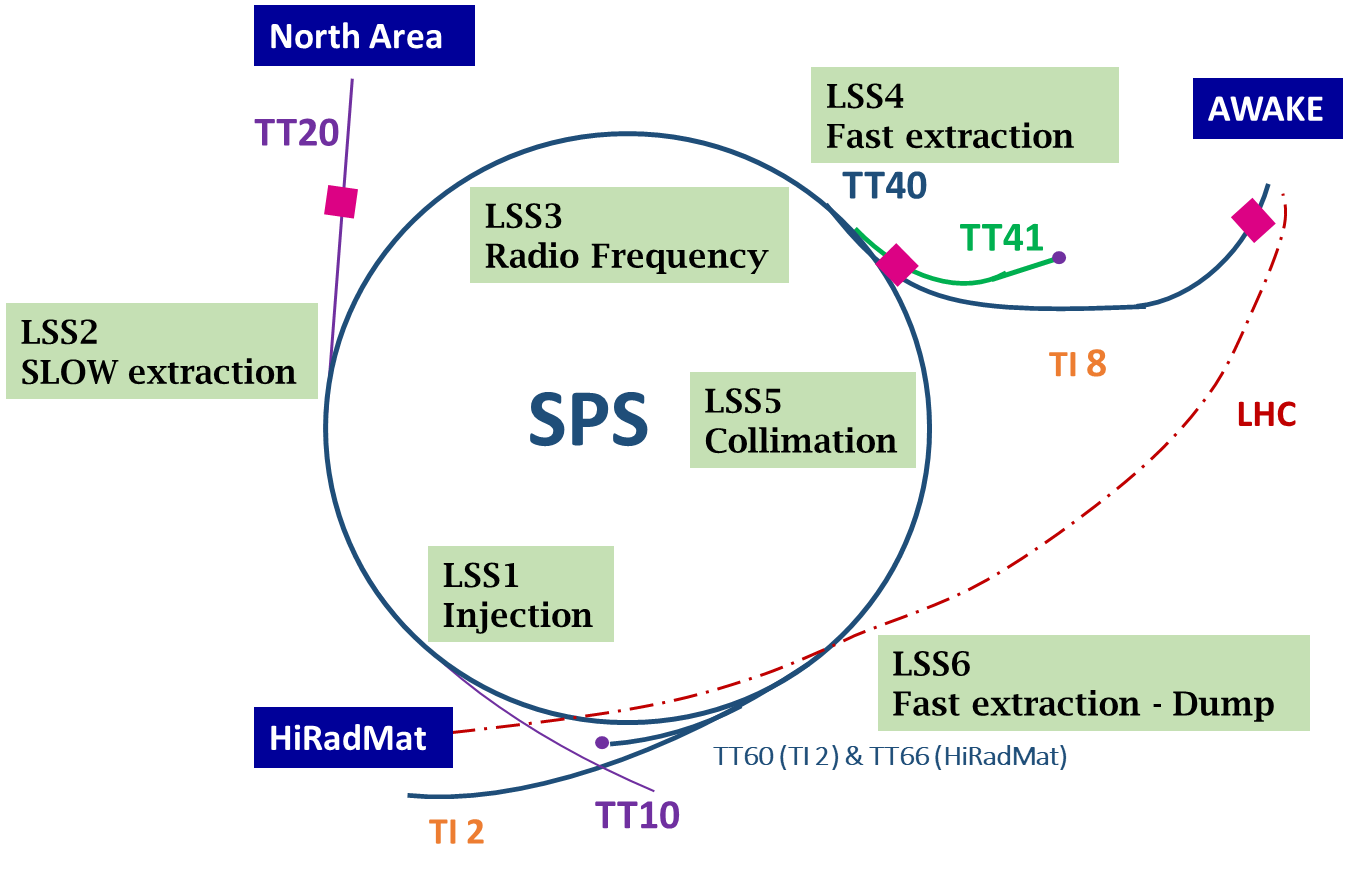 North Area
TT20
LSS4
Fast extraction
AWAKE
TT40
LSS3
Radio Frequency
TT41
LSS2
SLOW extraction
TI 8
SPS
LSS5
Collimation
LHC
LSS1
Injection
LSS6
Fast extraction - Dump
HiRadMat
TT60 (TI 2) & TT66 (HiRadMat)
TT10
TI 2